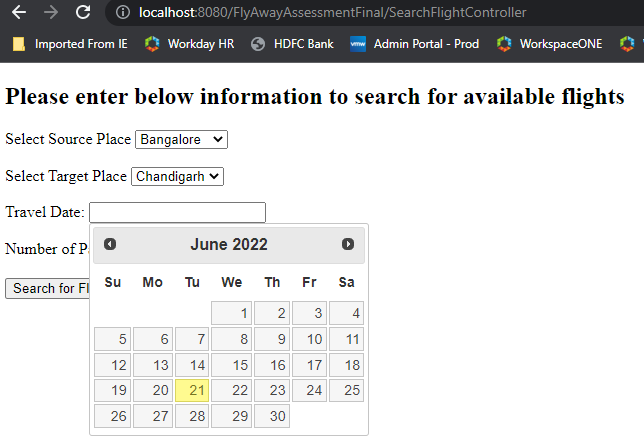 localhost:8080/FlyAwayAssessmentFinal/SearchFlightController
Imported From IE Workday HR HDFC Bank Admin Portal - Prod WorkspaceONE
Please enter below information to search for available flights
Select Source Place Bangalore
Select Target Place Chandigarh
Travel Date:
June 2022
Number of P
Su Mo Tu We Th Fr Sa
Search for Fl
1 2 3 4
5 6 7 8 9 10 11
12 13 14 15 16 17 18
19 20 21 22 23 24 25
26 27 28 29 30